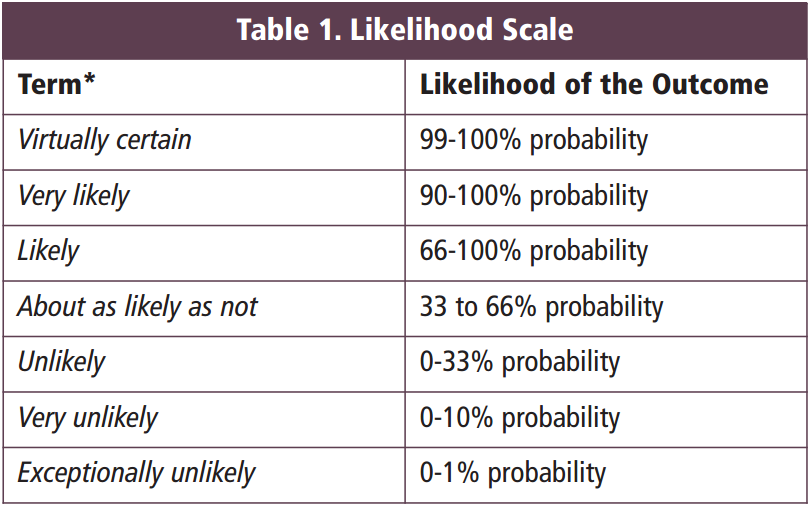 Table 1. Likelihood Scale
Term* Likelihood of the Outcome
Virtually certain 99-100% probability
Very likely 90-100% probability
Likely 66-100% probability
About as likely as not 33 to 66% probability
Unlikely 0-33% probability
Very unlikely 0-10% probability
Exceptionally unlikely 0-1% probability